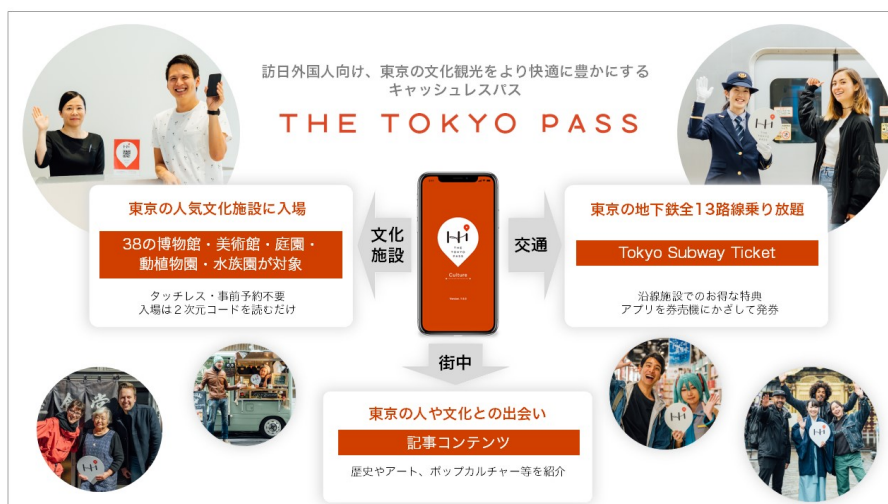 訪日外国人向け、東京の文化観光をより快適に豊かにする
キャッシュレスパス
THE TOKYO PASS
東京の人気文化施設に入場
38の博物館・美術館・庭園・
動植物園・水族園が対象
タッチレス・事前予約不要
入場は2次元コードを読むだけ
文化
施設
THE
TOKYO
PASS
Culture
交通
東京の地下鉄全13路線乗り放題
Tokyo Subway Ticket
沿線施設でのお得な特典
アプリを券売機にかざして発券
街中
東京の人や文化との出会い
記事コンテンツ
歴史やアート、ポップカルチャー等を紹介